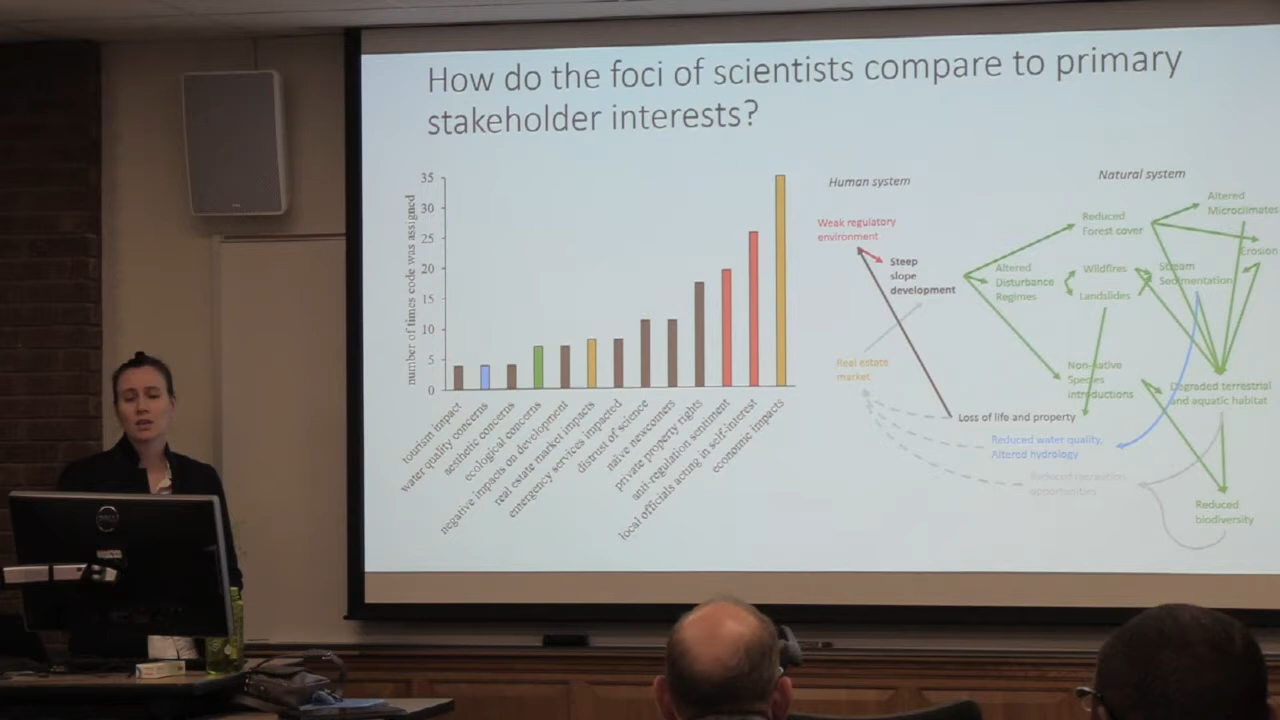 How do the foci of scientists compare to primary
stakeholder interests?
number of times code was assigned
35
30
25
20
15
10
5
0
tourism impact
water quality concerns
aesthetic concerns
ecological concerns
negative impacts on development
real estate market impacts
emergency services impacted
distrust of science
naïve newcomers
private property rights
anti-regulation sentiment
local officials acting in self-interest
economic impacts
Human system
Natural system
Weak regulatory
environment
Steep
slope
development
Real estate
market
Altered
Disturbance
Regimes
Reduced
Forest cover
Wildfires
Landslides
Stream
Sedimentation
Altered
Microclimates
Erosion
Non-native
Species
introductions
Degraded terrestrial
and aquatic habitat
Loss of life and property
Reduced water quality,
Altered hydrology
Reduced recreation
opportunities
Reduced
biodiversity
DELL